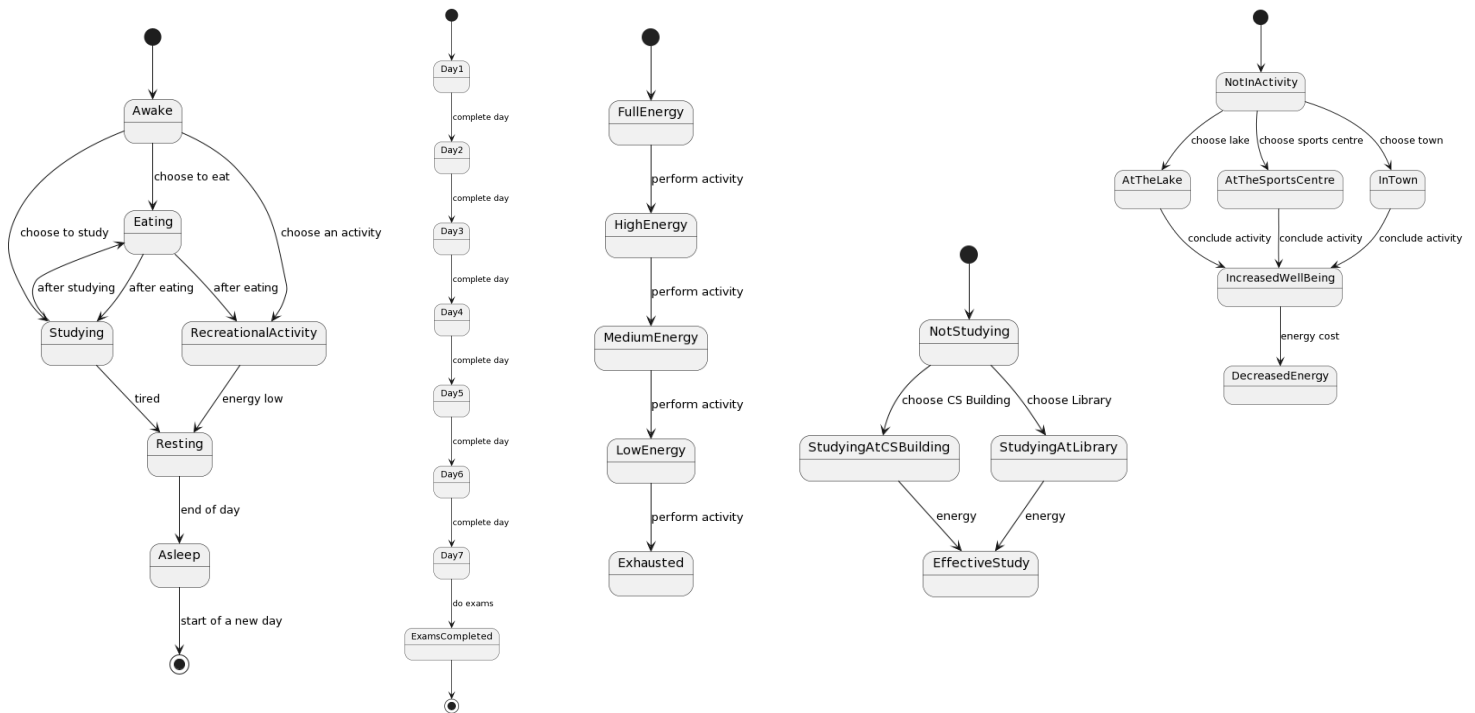 Awake
choose to eat
Eating
choose to study
choose an activity
after studying
after eating
after eating
Studying
RecreationalActivity
tired
energy low
Resting
end of day
Asleep
start of a new day
Day1
complete day
Day2
complete day
Day3
complete day
Day4
complete day
Day5
complete day
Day6
complete day
Day7
do exams
ExamsCompleted
FullEnergy
perform activity
HighEnergy
perform activity
MediumEnergy
perform activity
LowEnergy
perform activity
Exhausted
NotStudying
choose CS Building
choose Library
StudyingAtCSBuilding
StudyingAtLibrary
energy
energy
EffectiveStudy
NotInActivity
choose lake
choose sports centre
choose town
AtTheLake
AtTheSportsCentre
InTown
conclude activity
conclude activity
conclude activity
IncreasedWellBeing
energy cost
DecreasedEnergy